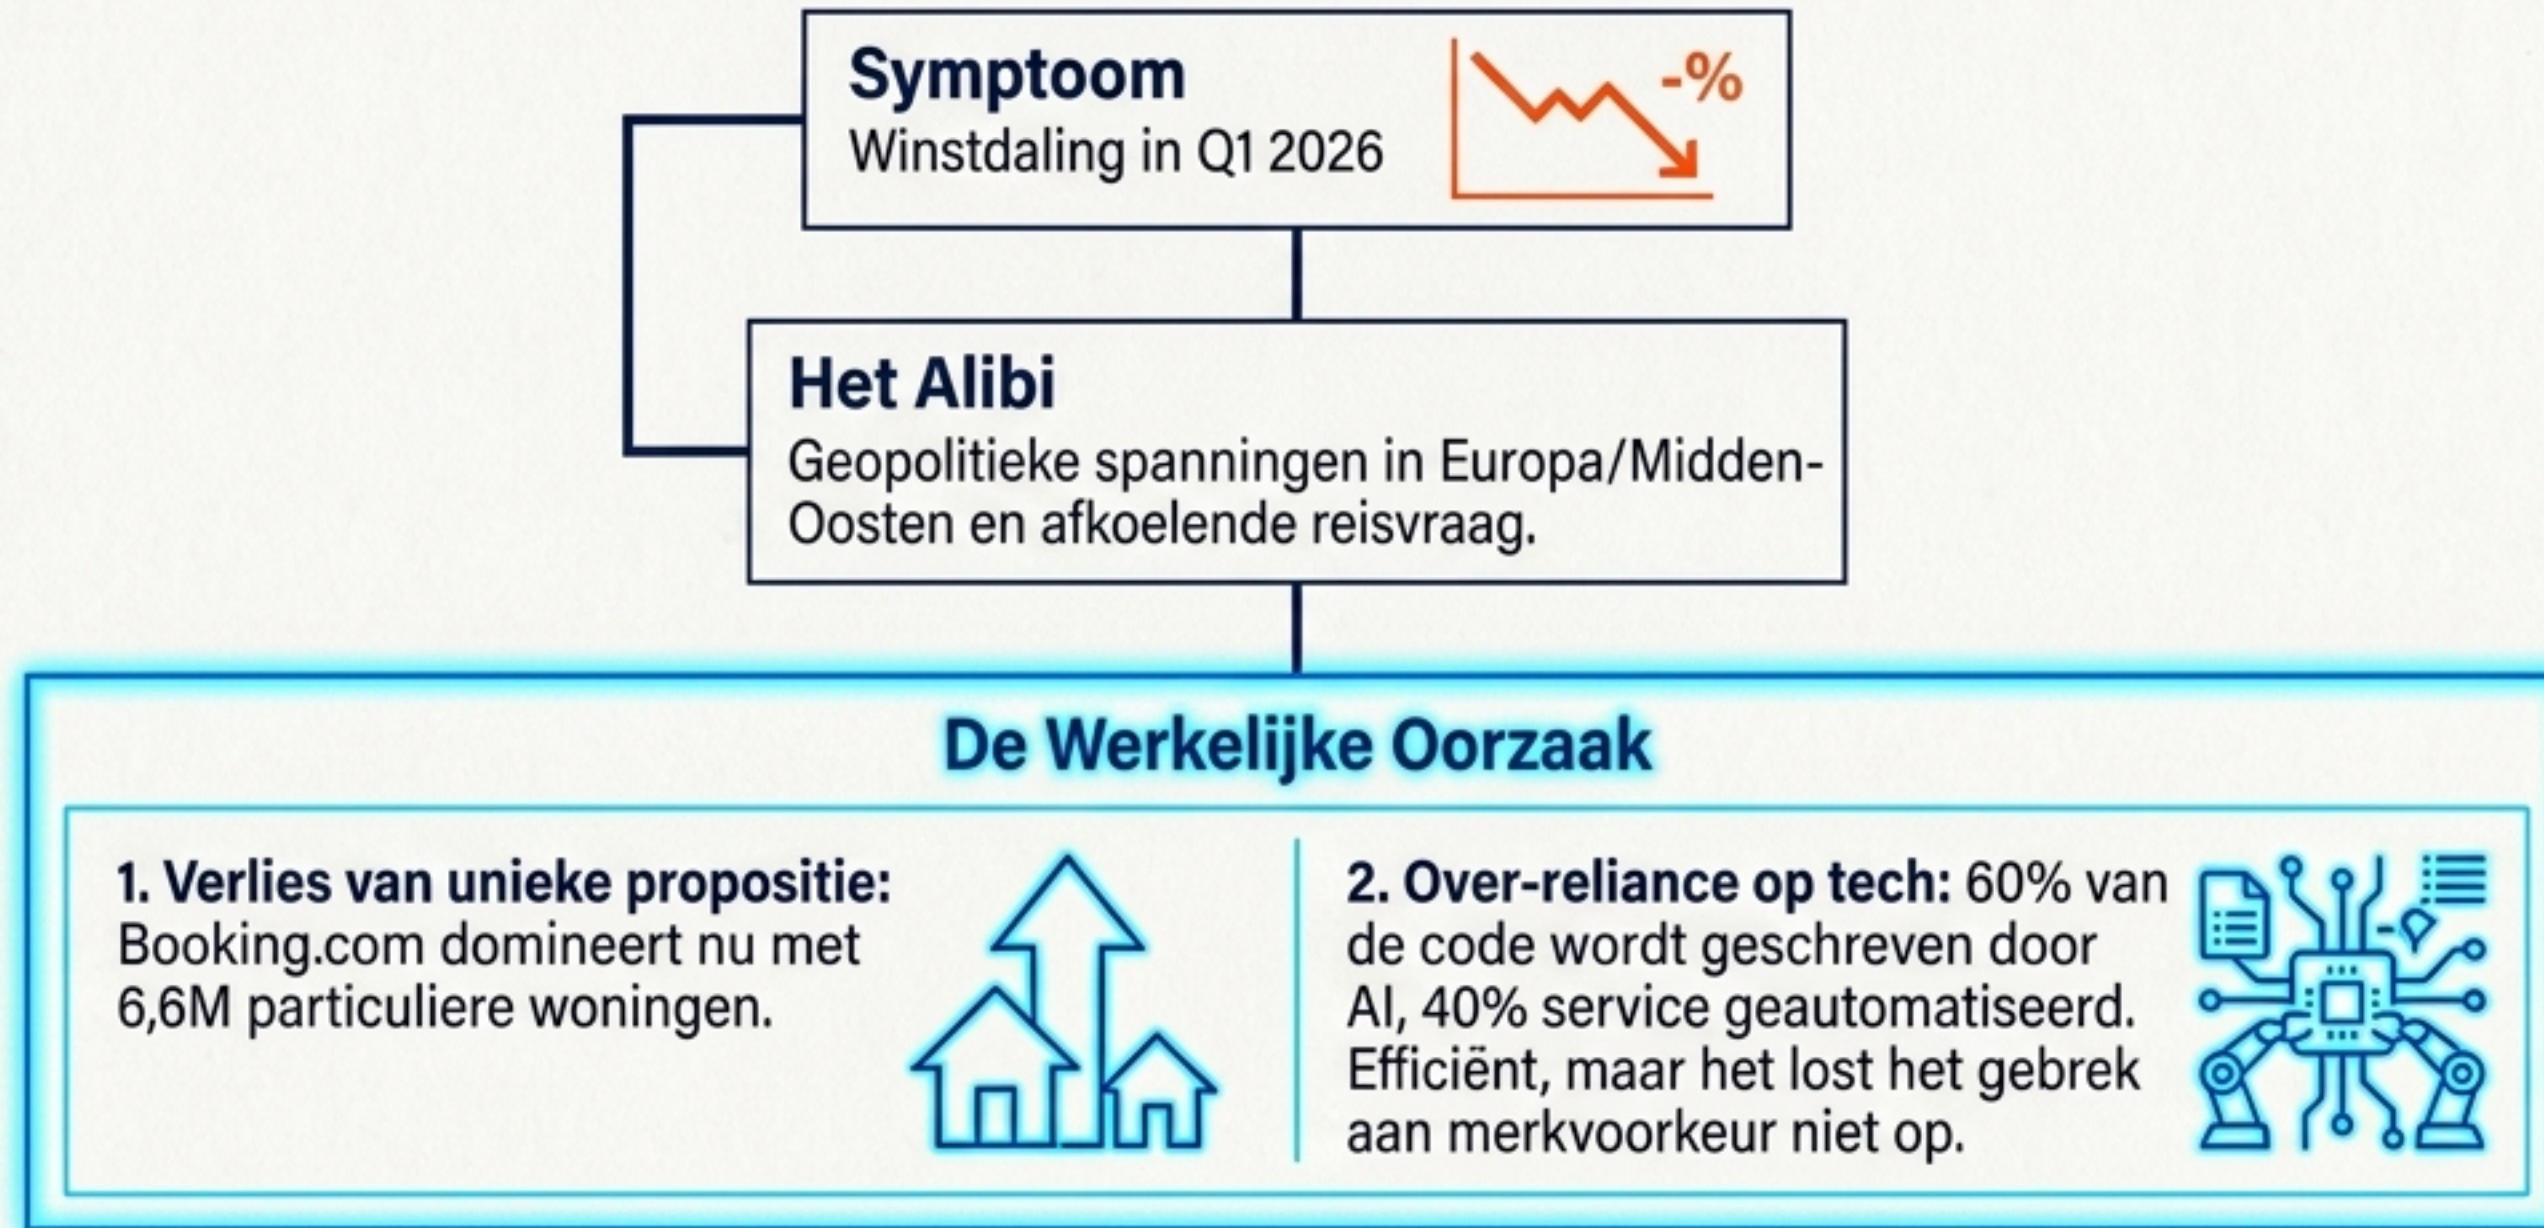 Symptoom
Winstdaling in Q1 2026
-%
Het Alibi
Geopolitieke spanningen in Europa/Midden-
Oosten en afkoelende reisvraag.
De Werkelijke Oorzaak
1. Verlies van unieke propositie:
Booking.com domineert nu met
6,6M particuliere woningen.
2. Over-reliance op tech: 60% van
de code wordt geschreven door
AI, 40% service geautomatiseerd.
Efficiënt, maar het lost het gebrek
aan merkvoorkeur niet op.